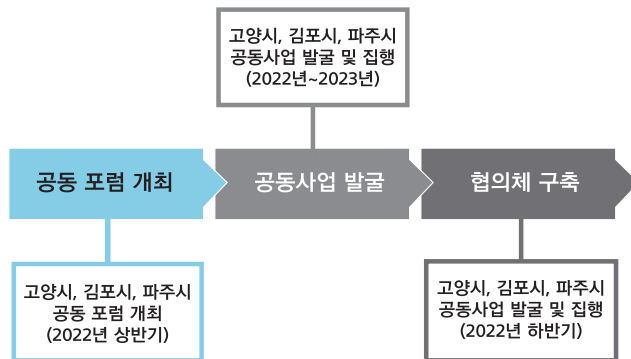 고양시, 김포시, 파주시
공동사업 발굴 및 집행
(2022년~2023년)
공동 포럼 개최
공동사업 발굴
협의체 구축
고양시, 김포시, 파주시
공동 포럼 개최
(2022년 상반기)
고양시, 김포시, 파주시
공동사업 발굴 및 집행
(2022년 하반기)